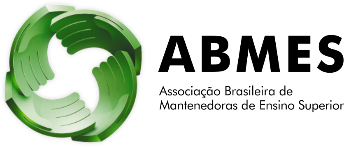 ABMES
Associação Brasileira de
Mantenedoras de Ensino Superior